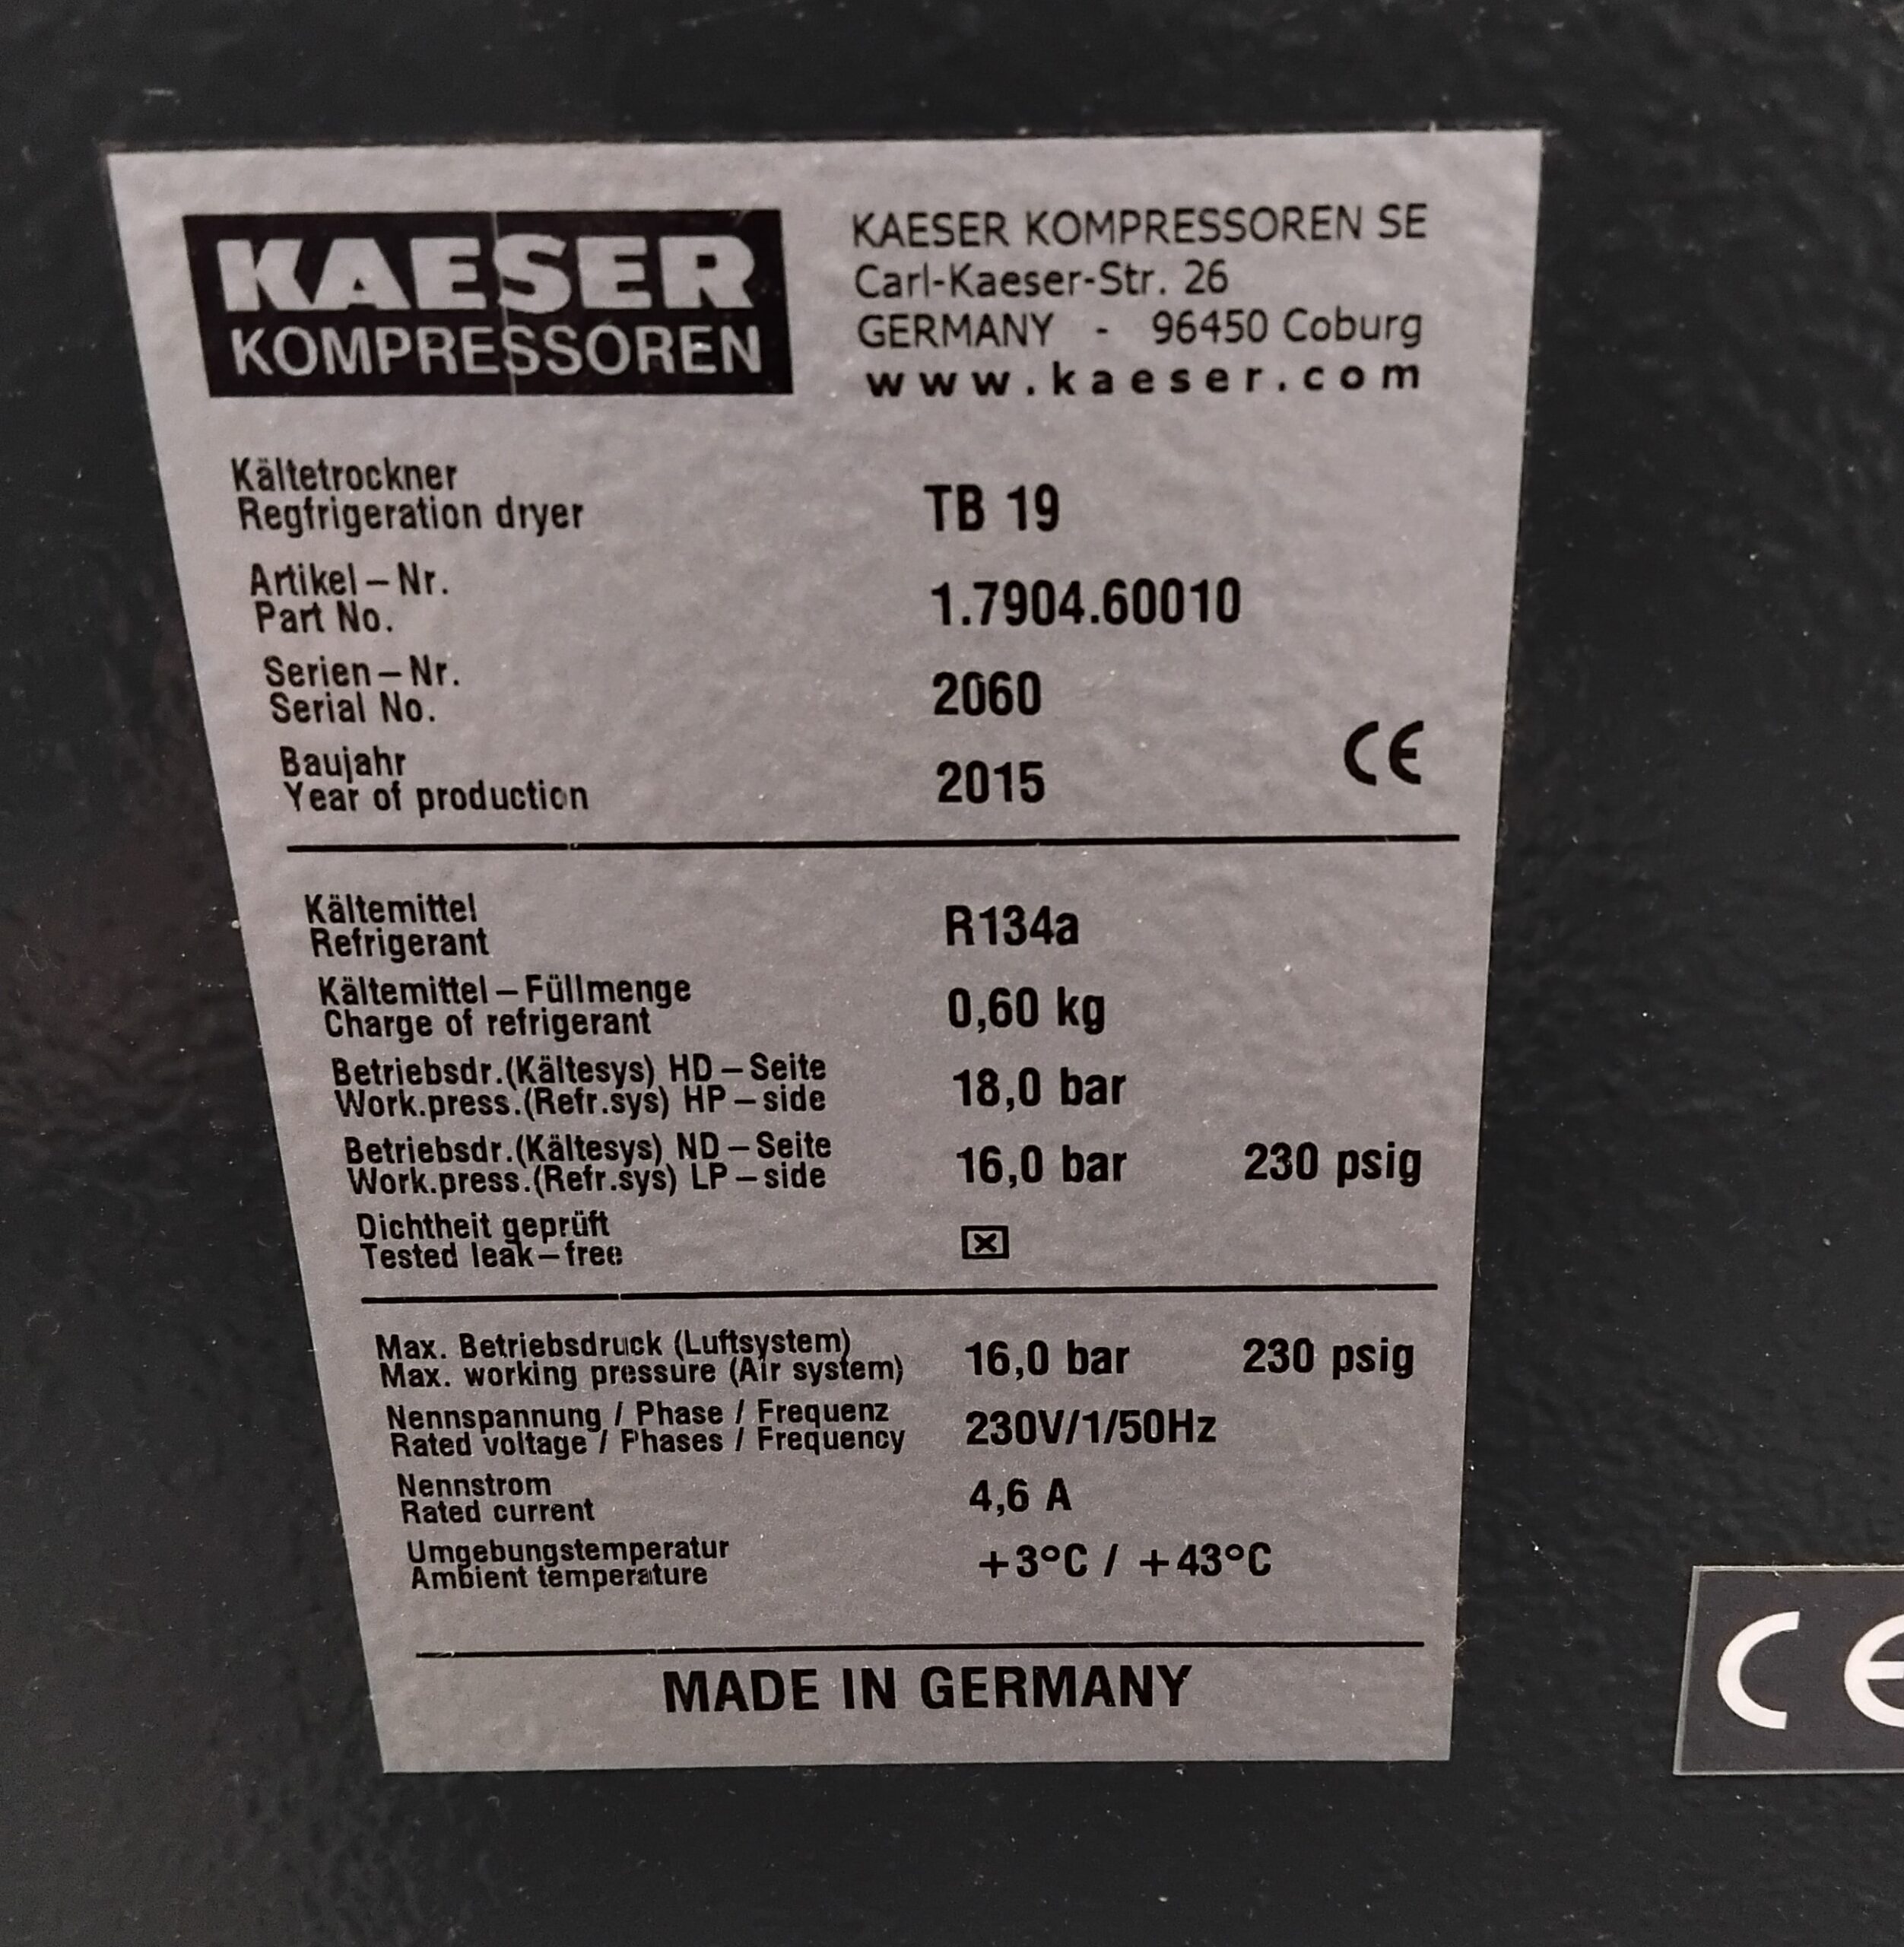 KAESER
KOMPRESSOREN
KAESER KOMPRESSOREN SE
Carl-Kaeser-Str. 26
GERMANY - 96450 Coburg
www.kaeser.com
Kältetrockner
Regfrigeration dryer
TB 19
Artikel-Nr.
Part No.
1.7904.60010
Serien-Nr.
Serial No.
2060
Baujahr
Year of production
2015
CE
Kältemittel
Refrigerant
R134a
Kältemittel-Füllmenge
Charge of refrigerant
0,60 kg
Betriebsdr.(Kältesys) HD-Seite
Work.press.(Refr.sys) HP-side
18,0 bar
Betriebsdr.(Kältesys) ND-Seite
Work.press.(Refr.sys) LP-side
16,0 bar 230 psig
Dichtheit geprüft
Tested leak-free
☒
Max. Betriebsdruck (Luftsystem)
Max. working pressure (Air system)
16,0 bar 230 psig
Nennspannung / Phase / Frequenz
Rated voltage / Phases / Frequency
230V/1/50Hz
Nennstrom
Rated current
4,6 A
Umgebungstemperatur
Ambient temperature
+3°C / +43°C
MADE IN GERMANY
CE